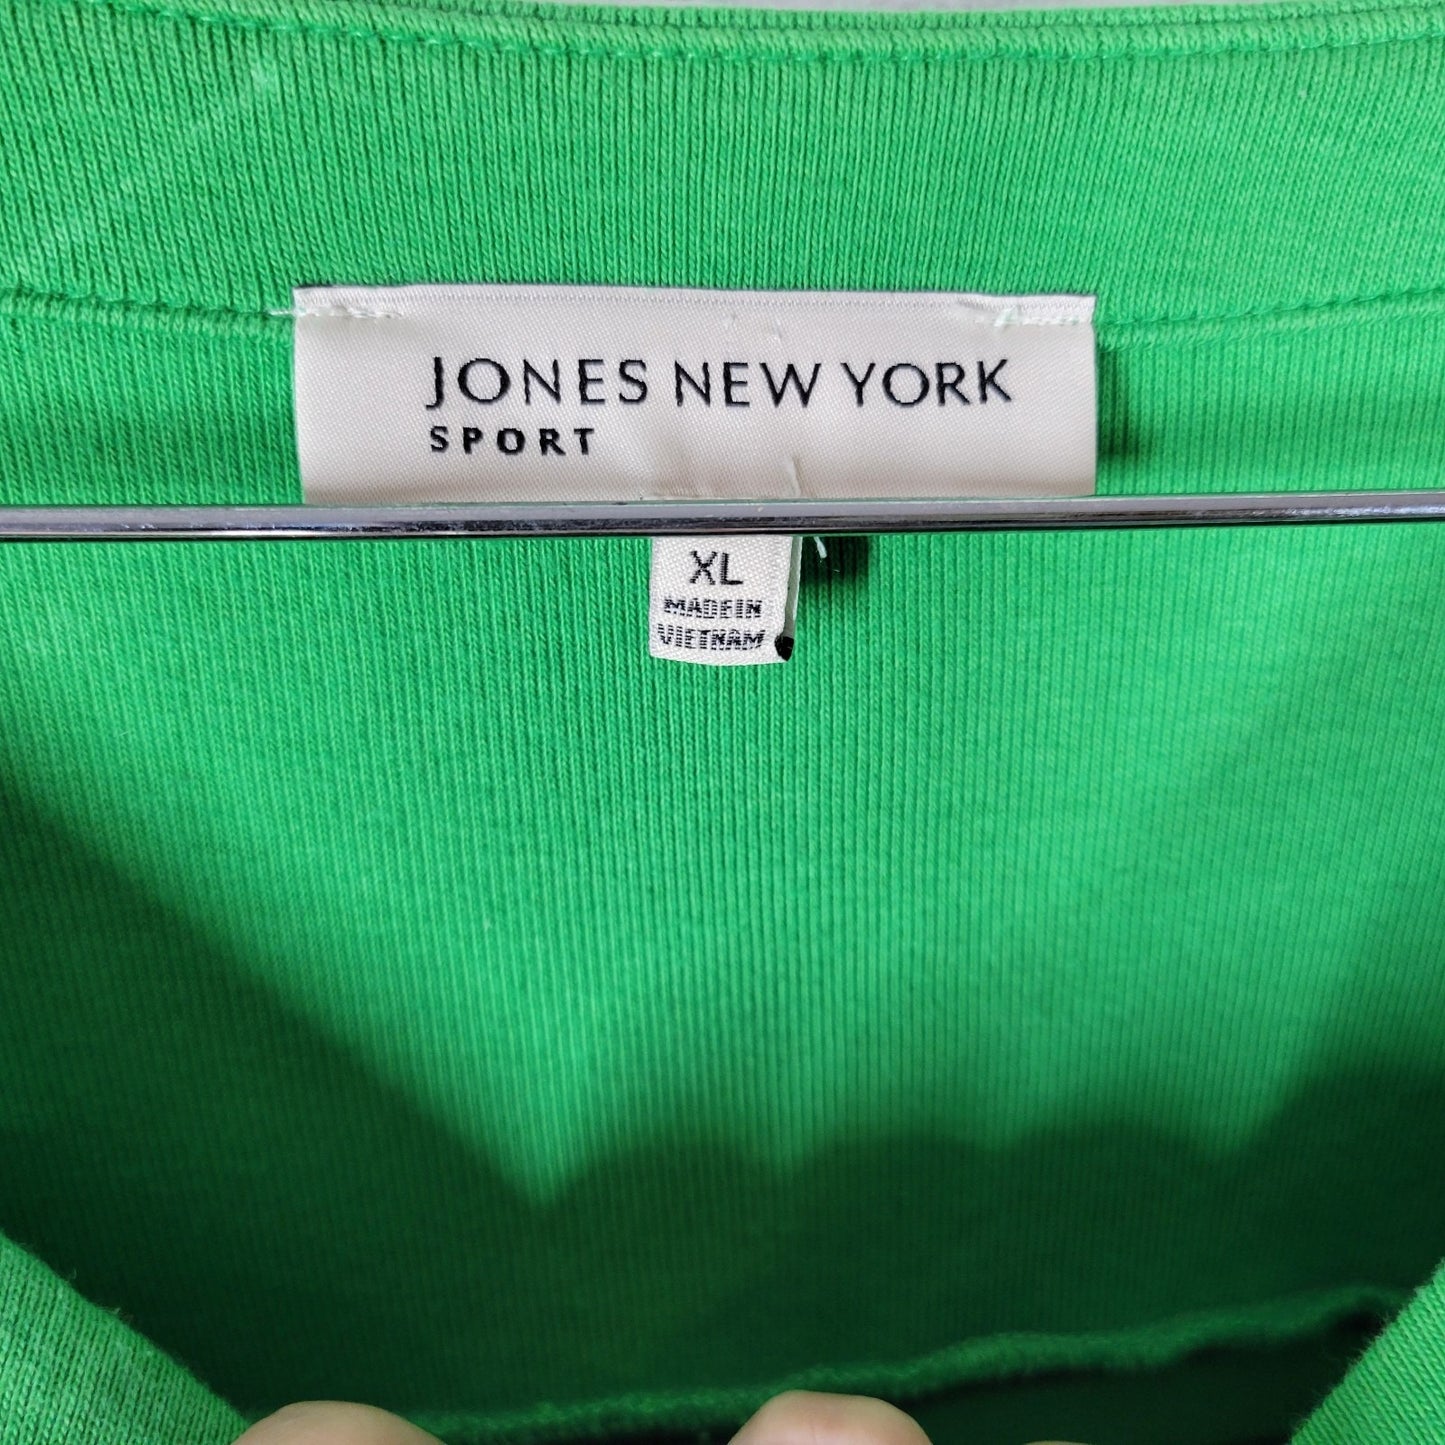 JONES NEW YORK
SPORT
XL
MADE IN
VIETNAM